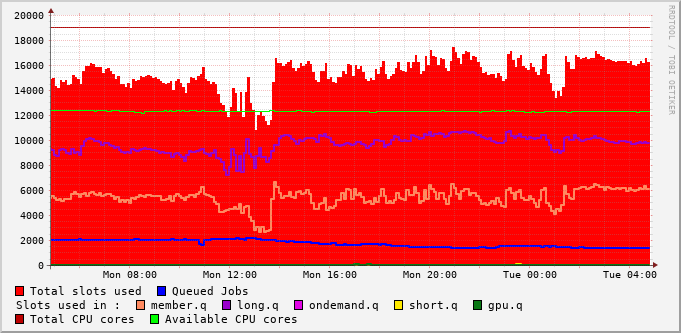 20000
18000
16000
14000
12000
10000
8000
6000
4000
2000
0
Mon 08:00 Mon 12:00 Mon 16:00 Mon 20:00 Tue 00:00 Tue 04:00
Total slots used Queued Jobs
Slots used in : member.q long.q ondemand.q short.q gpu.q
Total CPU cores Available CPU cores
RRDTOOL / TOBI OETIKER